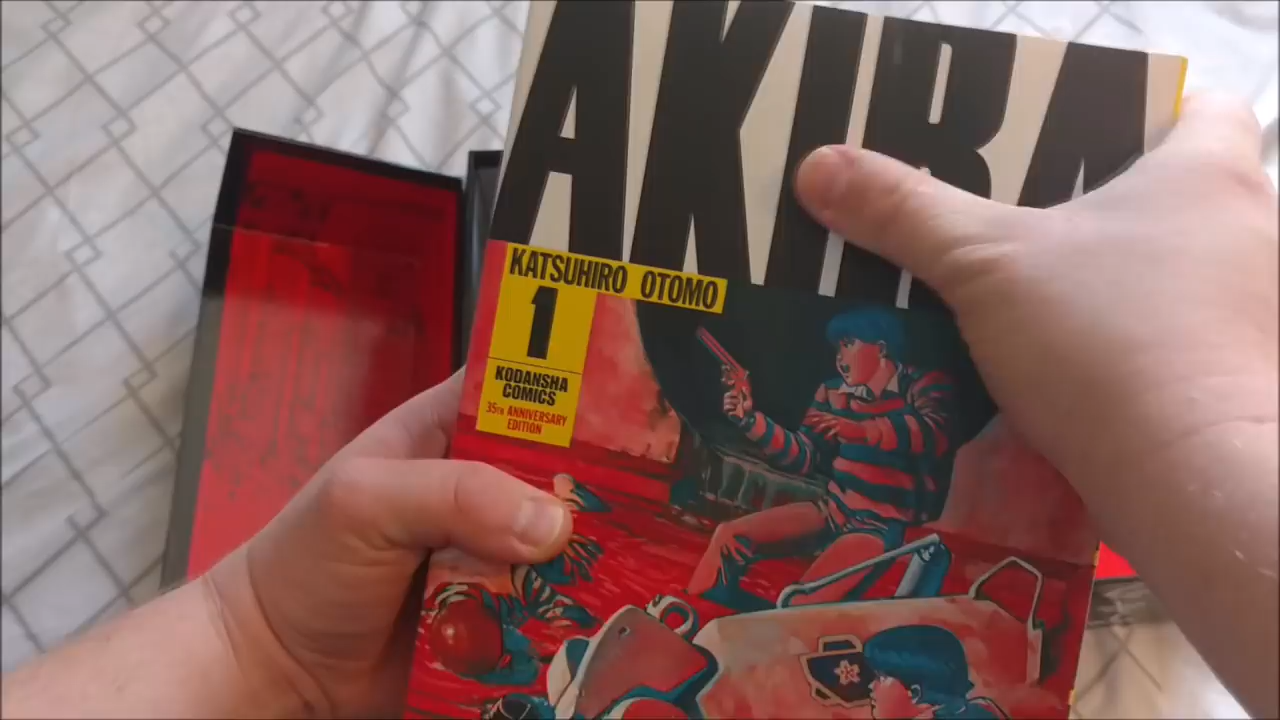 AKIRA
KATSUHIRO OTOMO
1
KODANSHA
COMICS
35TH ANNIVERSARY
EDITION